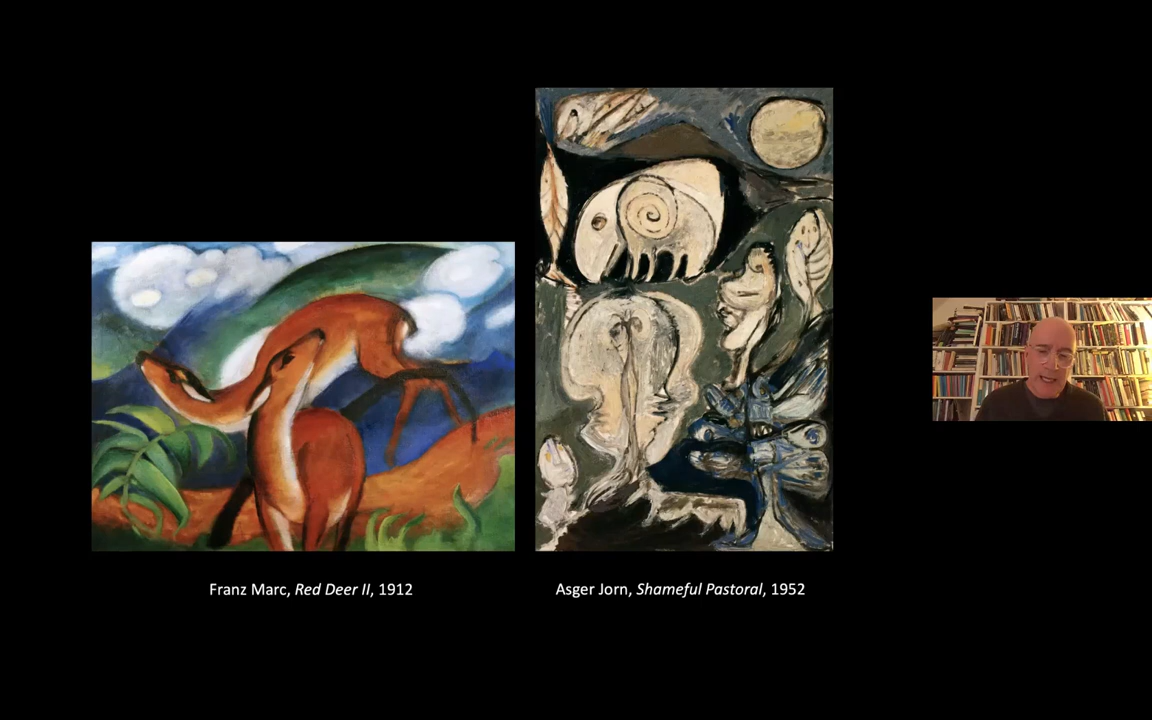 Franz Marc, Red Deer II, 1912
Asger Jorn, Shameful Pastoral, 1952